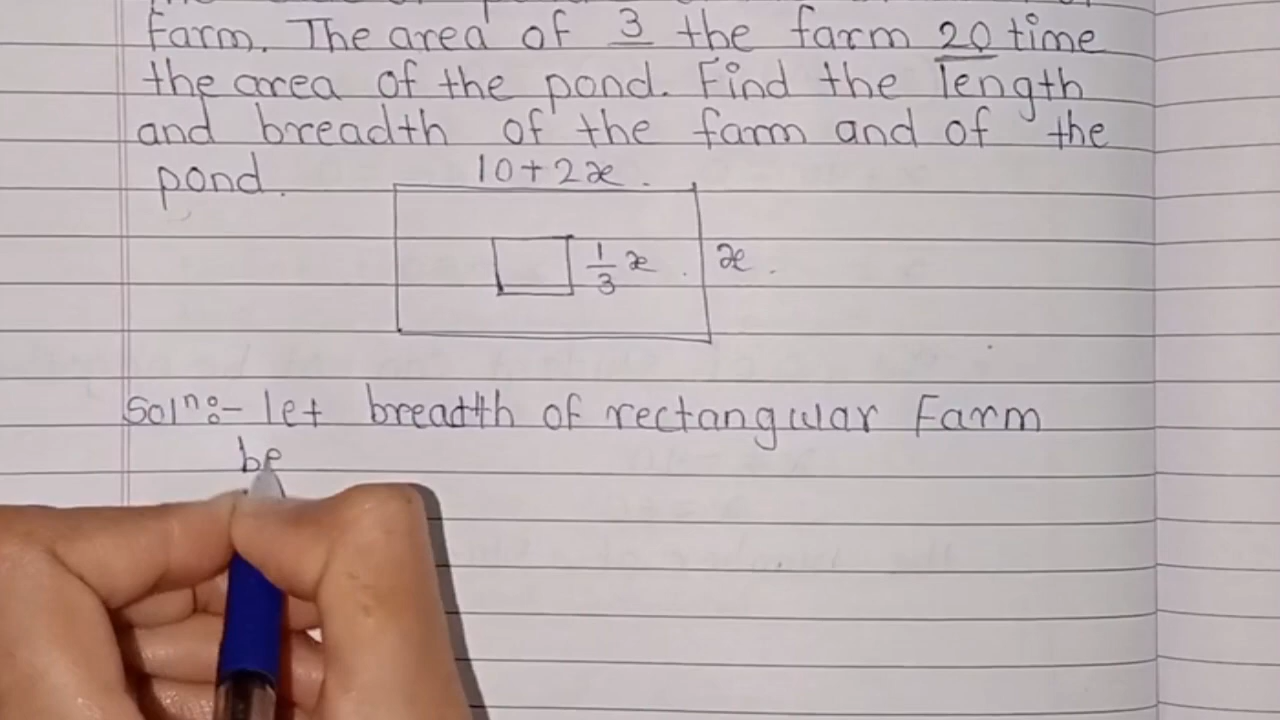 Farm. The area of 3 the farm 20 time
the area of the pond. Find the length
and breadth of the farm and of the
pond.
10+2x.
1/3 x
x.
Solⁿ:- let breadth of rectangular Farm
be